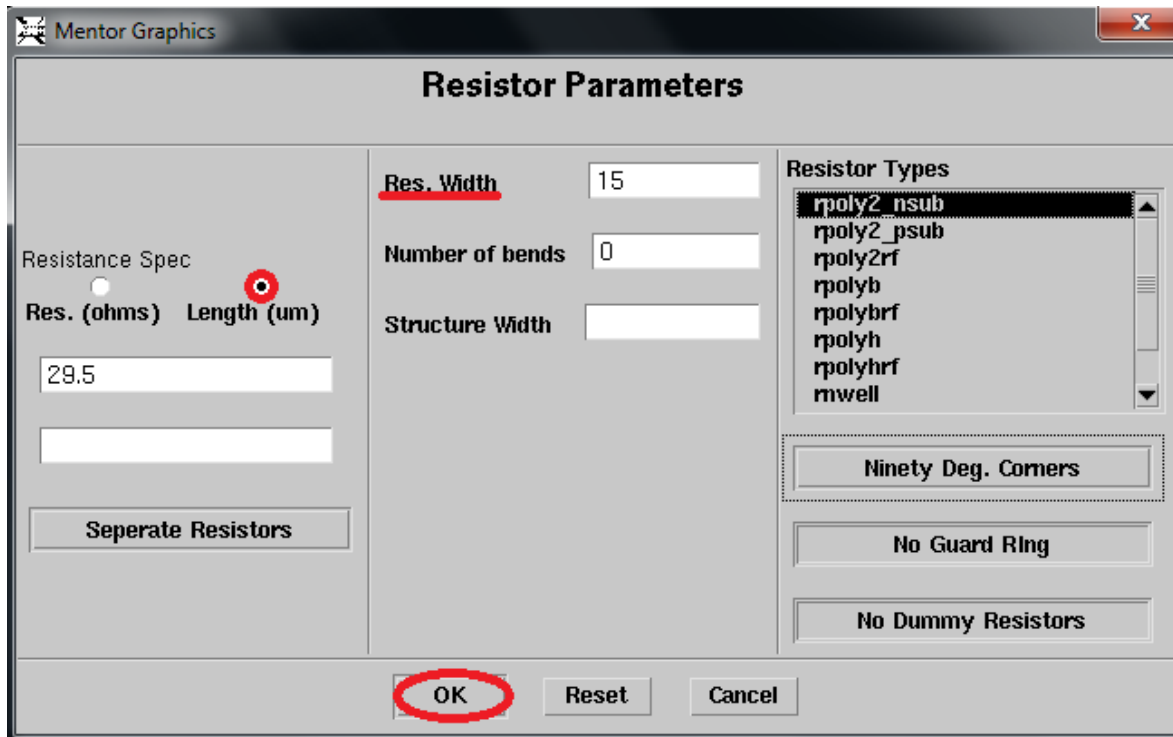 Mentor Graphics
X
Resistor Parameters
Resistance Spec
Res. (ohms) Length (um)
29.5
Seperate Resistors
Res. Width 15
Number of bends 0
Structure Width
Resistor Types
rpoly2_nsub
rpoly2_psub
rpoly2rf
rpolyb
rpolybrf
rpolyh
rpolyhrf
rnwell
Ninety Deg. Corners
No Guard RIng
No Dummy Resistors
OK Reset Cancel